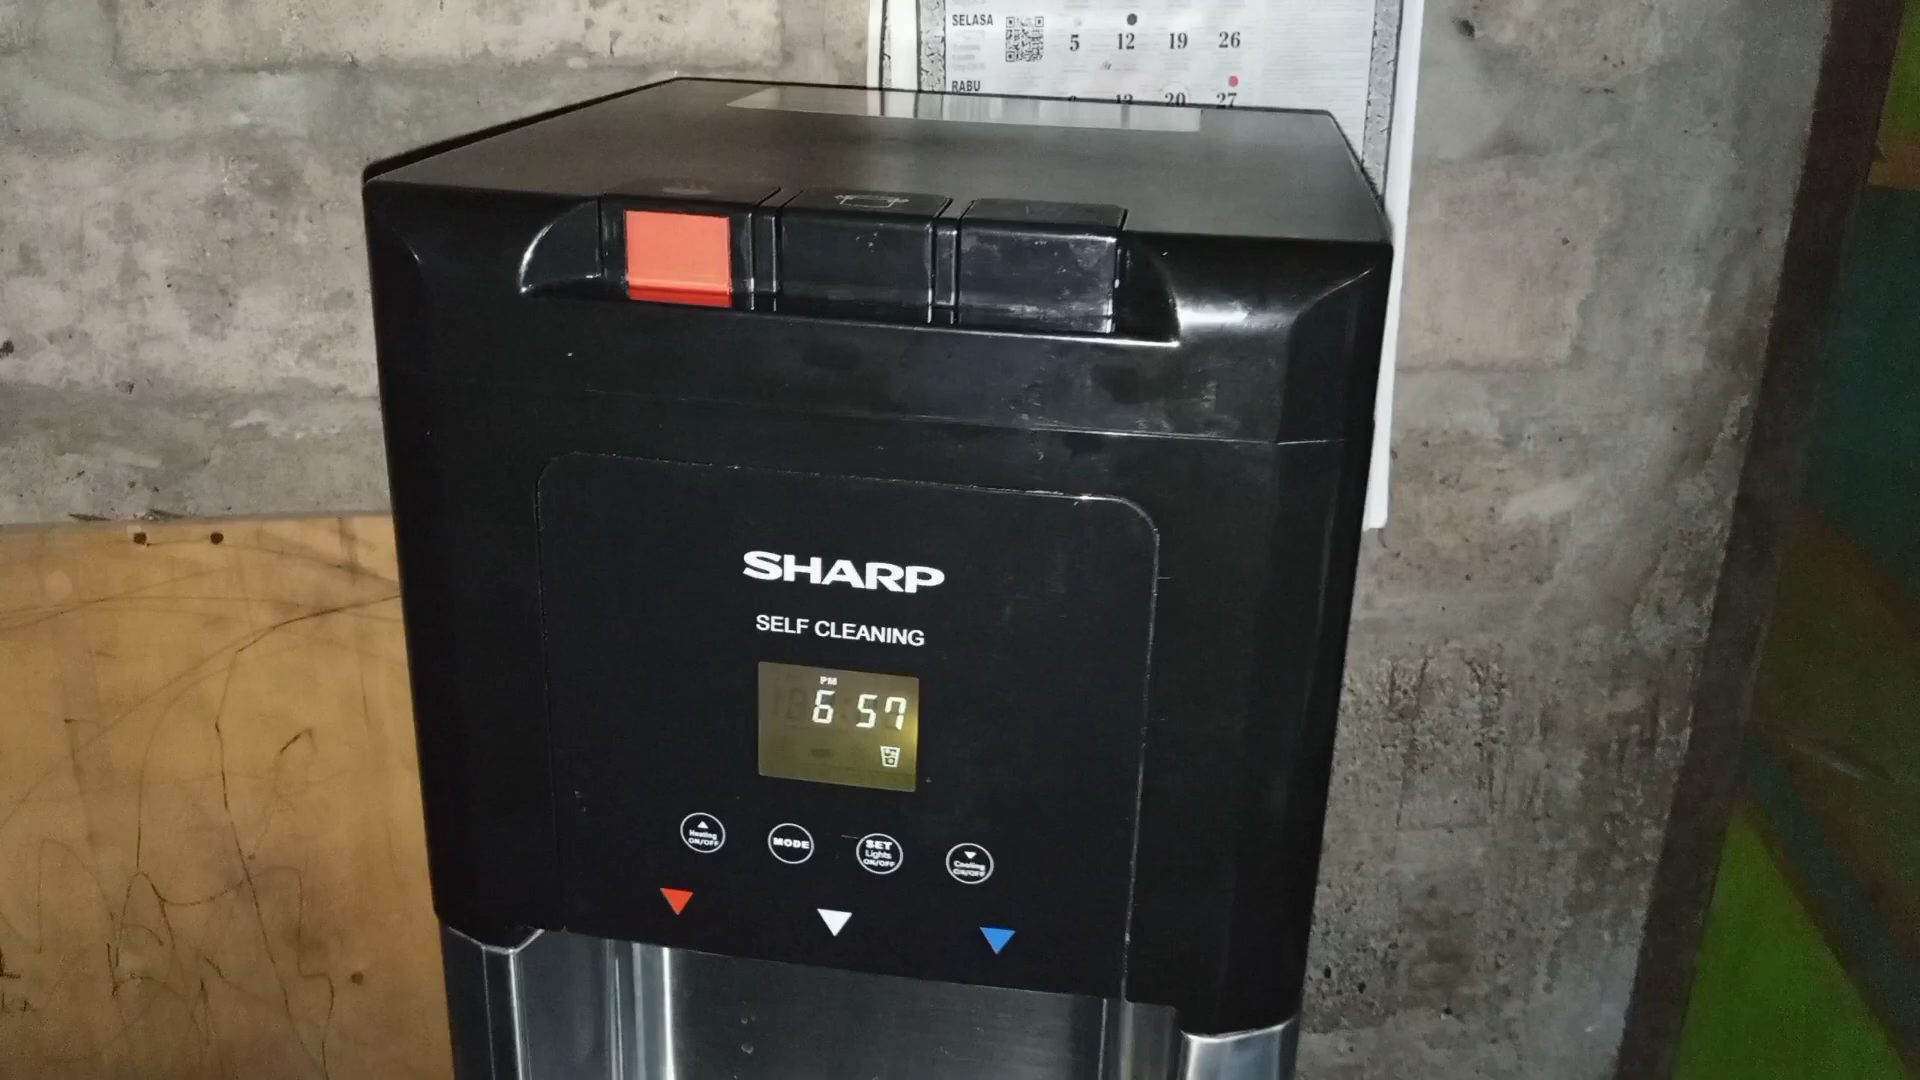 SELASA
5 12 19 26
RABU
13 20 27
SHARP
SELF CLEANING
PM
6 57
Heating
ON/OFF
MODE
SET
Lights
ON/OFF
Cooling
ON/OFF